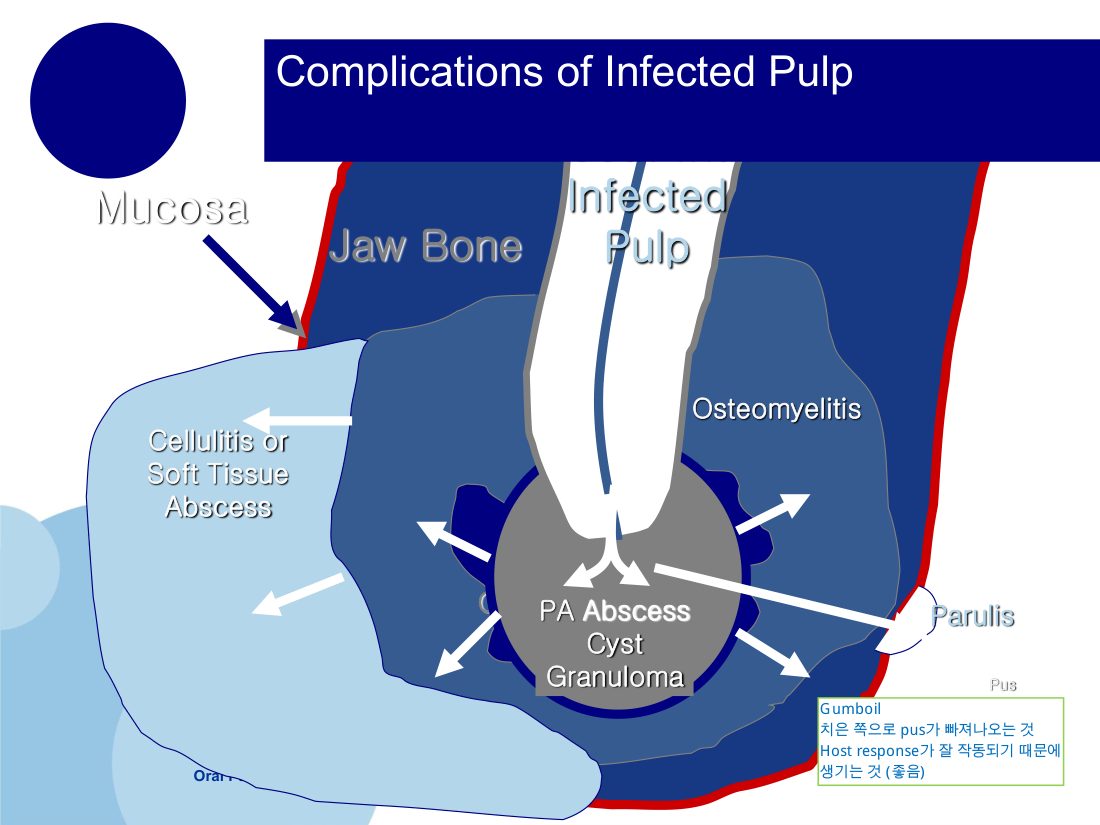 Complications of Infected Pulp
Mucosa
Jaw Bone
Infected
Pulp
Osteomyelitis
Cellulitis or
Soft Tissue
Abscess
PA Abscess
Cyst
Granuloma
Parulis
Pus
Gumboil
치은 쪽으로 pus가 빠져나오는 것
Host response가 잘 작동되기 때문에
생기는 것 (좋음)
Oral